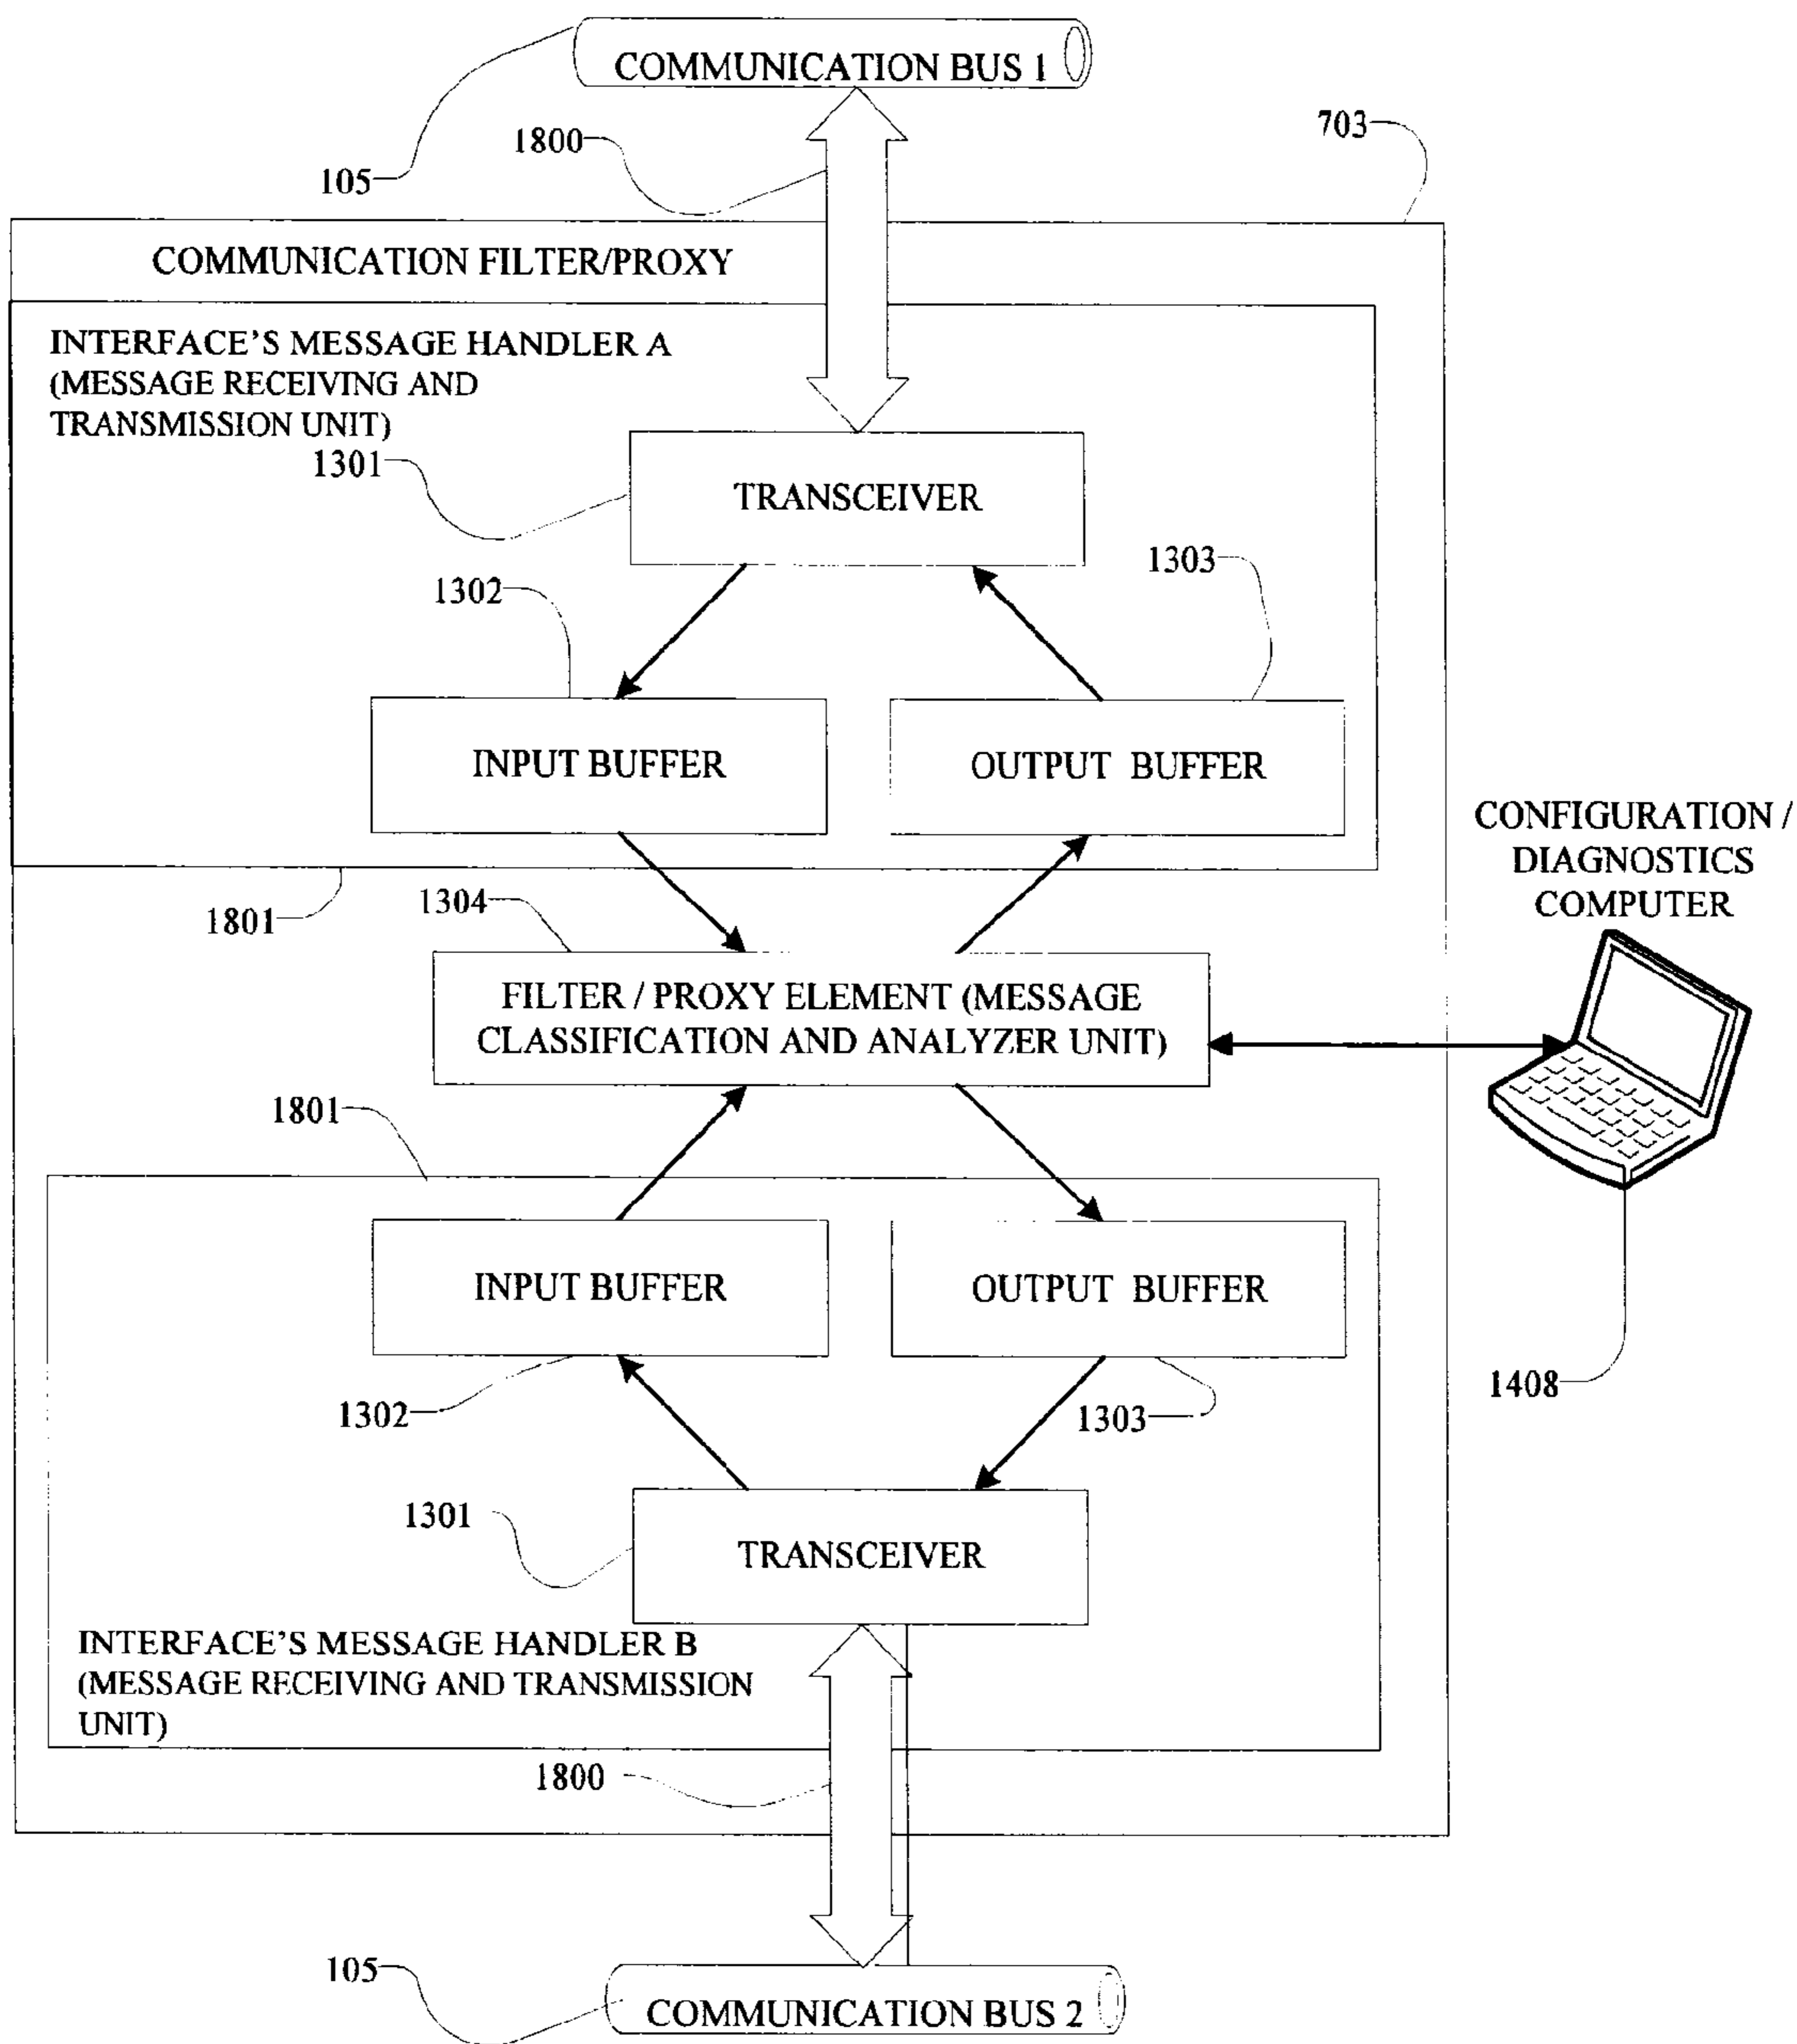 COMMUNICATION BUS 1
1800
703
105
COMMUNICATION FILTER/PROXY
INTERFACE'S MESSAGE HANDLER A
(MESSAGE RECEIVING AND
TRANSMISSION UNIT)
1301
TRANSCEIVER
1303
1302
INPUT BUFFER
OUTPUT BUFFER
CONFIGURATION /
DIAGNOSTICS
COMPUTER
1801
1304
FILTER / PROXY ELEMENT (MESSAGE
CLASSIFICATION AND ANALYZER UNIT)
1801
INPUT BUFFER
OUTPUT BUFFER
1302
1303
1408
1301
TRANSCEIVER
INTERFACE'S MESSAGE HANDLER B
(MESSAGE RECEIVING AND TRANSMISSION
UNIT)
1800
105
COMMUNICATION BUS 2